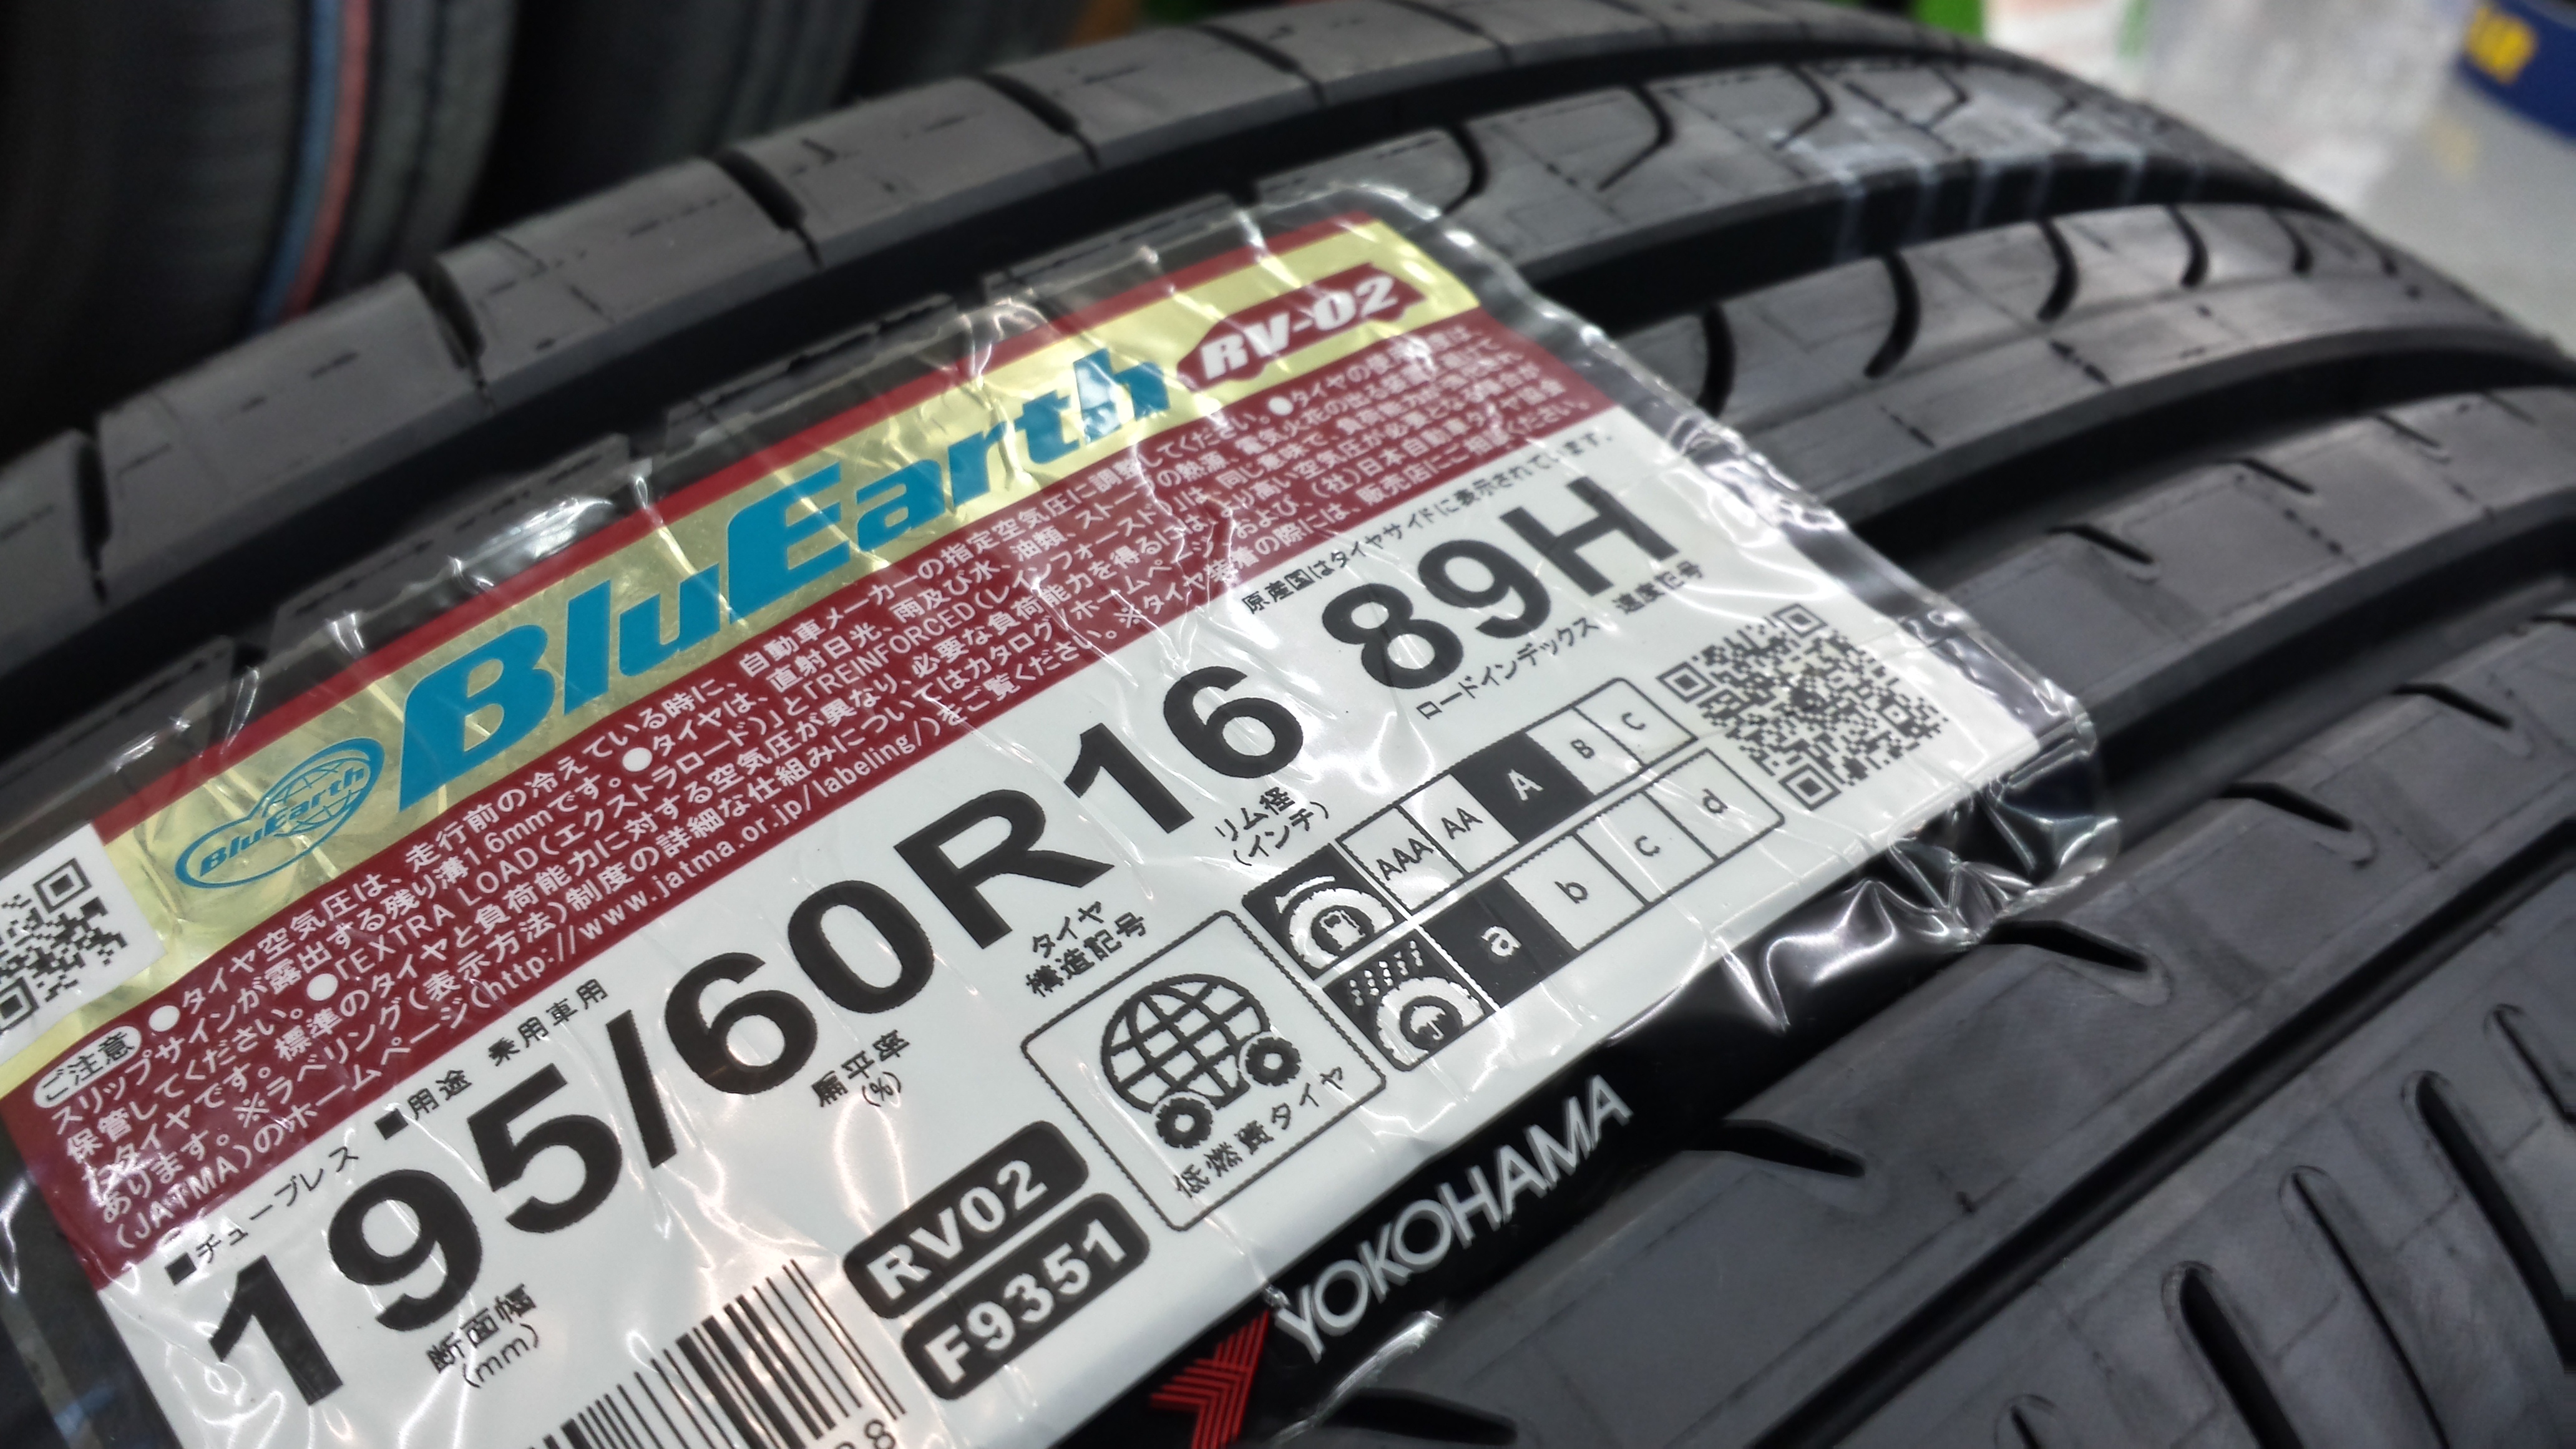 BluEarth RV-02
BluEarth
ご注意 ●タイヤ空気圧は、走行前の冷えている時に、自動車メーカーの指定空気圧に調整してください。●タイヤの使用
スリップサインが露出する残り溝1.6mmです。●タイヤは、直射日光、雨及び水、油類、ストーブの熱源、電気火花の出る装置を避けて
保管してください。●「EXTRA LOAD(エクストラロード)」と「REINFORCED(レインフォースド)」は、同じ意味で、負荷能力が
タイヤです。標準のタイヤと負荷能力に対する空気圧が異なり、必要な負荷能力を得るには、より高い空気圧が必要となる場合が
あります。※ラベリング(表示方法)制度の詳細な仕組みについてはカタログ、ホームページ、および、(社)日本自動車タイヤ協会
(JATMA)のホームページ(http://www.jatma.or.jp/labeling/)をご覧ください。※タイヤ装着の際には、販売店にご相談ください。
原産国はタイヤサイドに表示されています。
チューブレス ■用途 乗用車用
195/60R16 89H
断面幅
(mm)
扁平率
(%)
タイヤ
構造記号
リム径
(インチ)
ロードインデックス 速度記号
AAA AA A B C
a b c d
低燃費タイヤ
RV02
F9351
YOKOHAMA